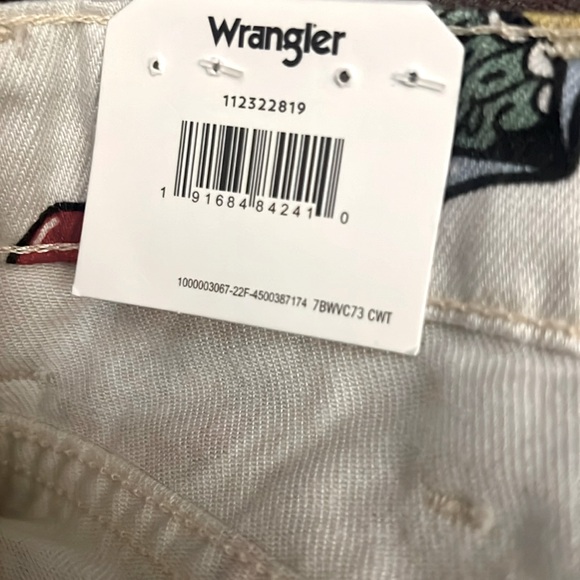 Wrangler
112322819
1 91684 84241 0
1000003067-22F-4500387174 7BWVC73 CWT